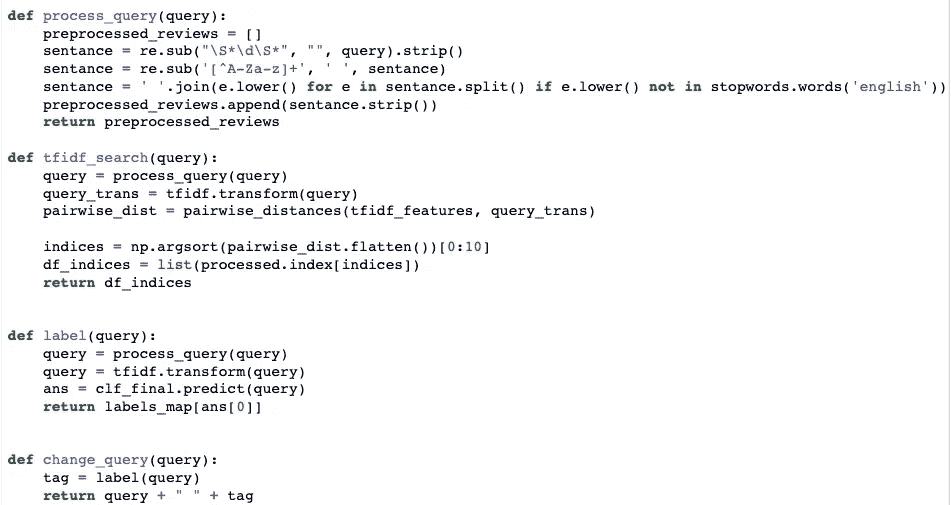 def process_query(query):
    preprocessed_reviews = []
    sentance = re.sub("\S*\d\S*", "", query).strip()
    sentance = re.sub('[^A-Za-z]+', ' ', sentance)
    sentance = ' '.join(e.lower() for e in sentance.split() if e.lower() not in stopwords.words('english'))
    preprocessed_reviews.append(sentance.strip())
    return preprocessed_reviews

def tfidf_search(query):
    query = process_query(query)
    query_trans = tfidf.transform(query)
    pairwise_dist = pairwise_distances(tfidf_features, query_trans)

    indices = np.argsort(pairwise_dist.flatten())[0:10]
    df_indices = list(processed.index[indices])
    return df_indices


def label(query):
    query = process_query(query)
    query = tfidf.transform(query)
    ans = clf_final.predict(query)
    return labels_map[ans[0]]


def change_query(query):
    tag = label(query)
    return query + " " + tag